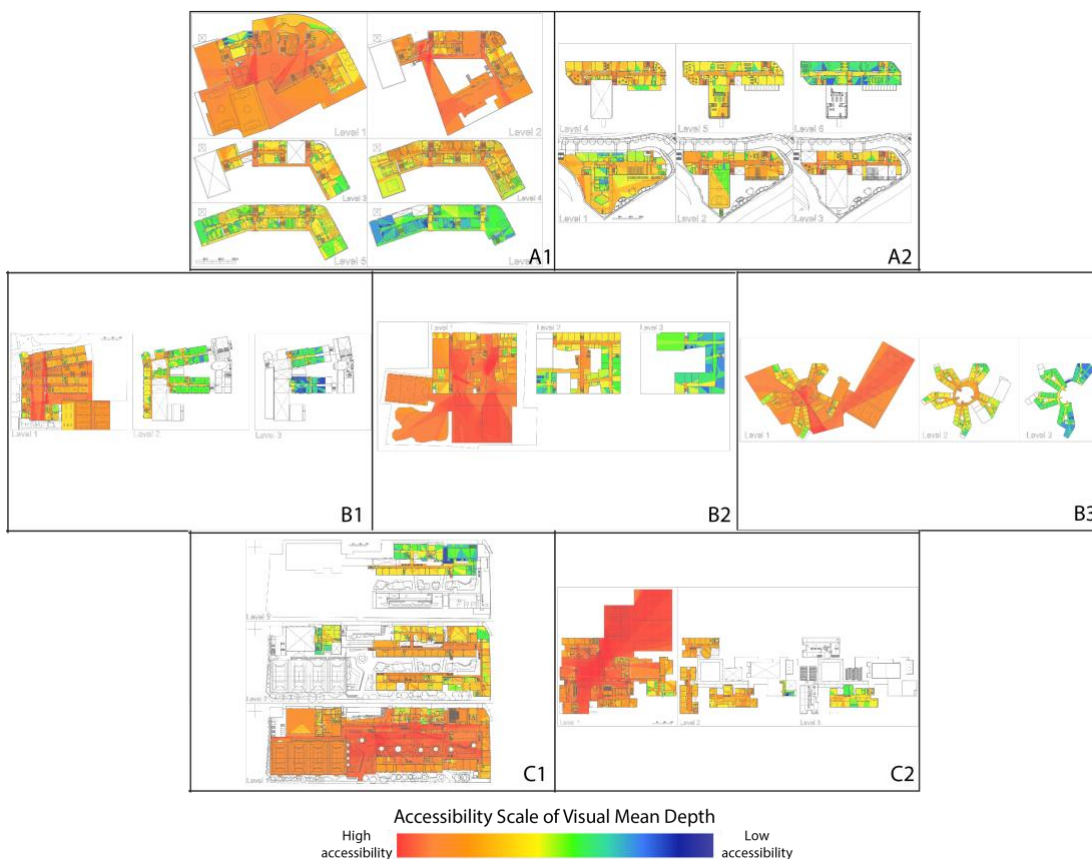 Level 1
Level 2
Level 3
Level 4
Level 5
A1
Level 4
Level 5
Level 6
Level 1
Level 2
Level 3
A2
Level 1
Level 2
Level 3
B1
Level 1
Level 2
Level 3
B2
Level 1
Level 2
Level 3
B3
C1
Level 1
Level 2
Level 3
C2
Accessibility Scale of Visual Mean Depth
High
accessibility
Low
accessibility